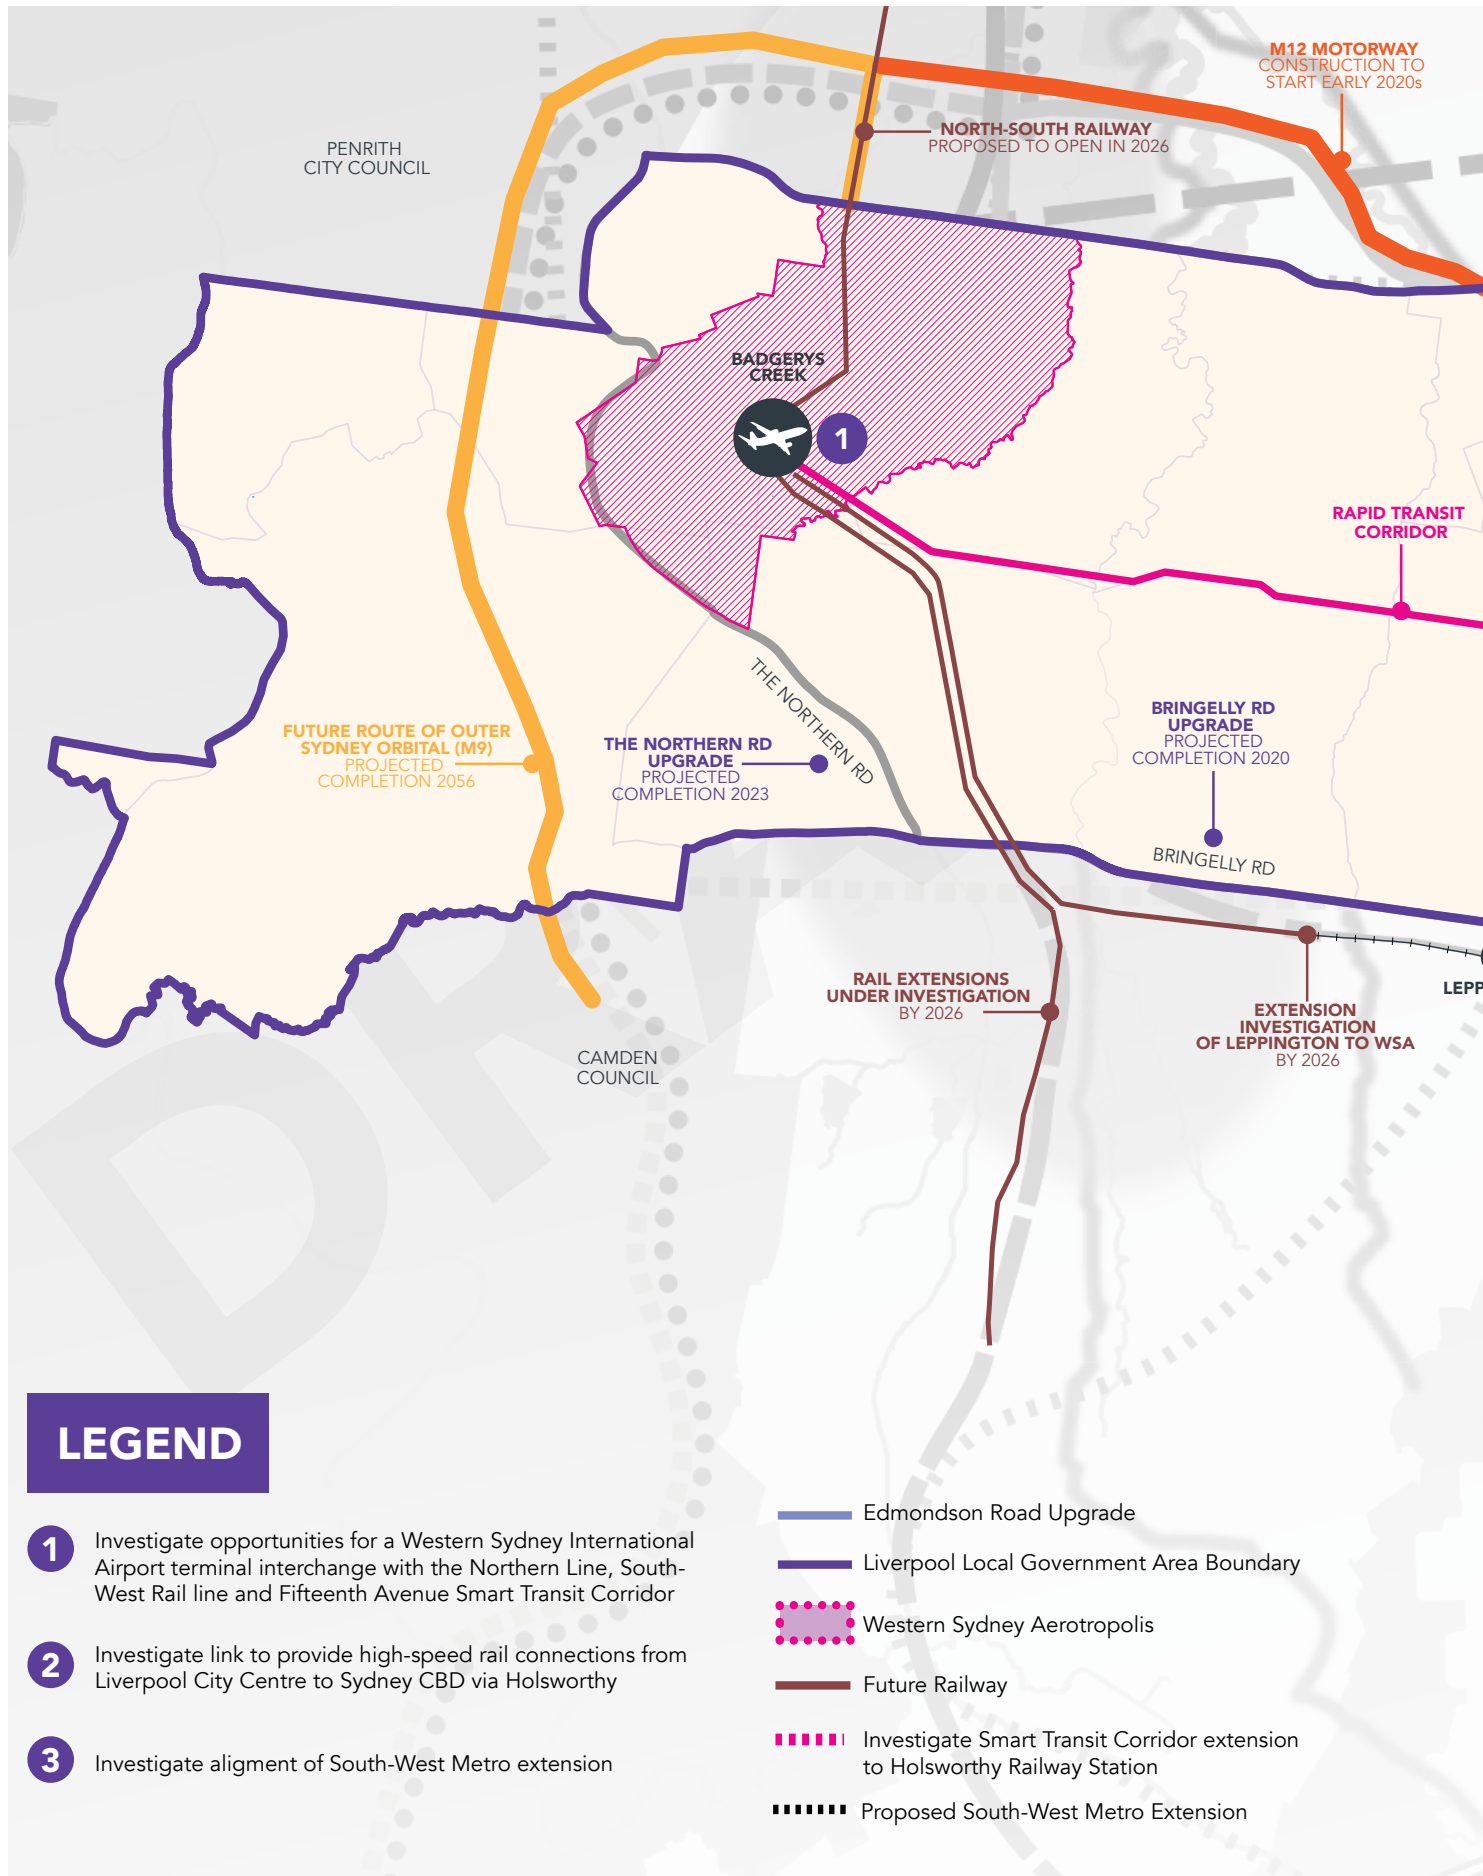 M12 MOTORWAY
CONSTRUCTION TO
START EARLY 2020s
NORTH-SOUTH RAILWAY
PROPOSED TO OPEN IN 2026
PENRITH
CITY COUNCIL
BADGERYS
CREEK
1
RAPID TRANSIT
CORRIDOR
THE NORTHERN RD
FUTURE ROUTE OF OUTER
SYDNEY ORBITAL (M9)
PROJECTED
COMPLETION 2056
THE NORTHERN RD
UPGRADE
PROJECTED
COMPLETION 2023
BRINGELLY RD
UPGRADE
PROJECTED
COMPLETION 2020
BRINGELLY RD
RAIL EXTENSIONS
UNDER INVESTIGATION
BY 2026
LEPP
EXTENSION
INVESTIGATION
OF LEPPINGTON TO WSA
BY 2026
CAMDEN
COUNCIL
LEGEND
1
Investigate opportunities for a Western Sydney International
Airport terminal interchange with the Northern Line, South-
West Rail line and Fifteenth Avenue Smart Transit Corridor
2
Investigate link to provide high-speed rail connections from
Liverpool City Centre to Sydney CBD via Holsworthy
3
Investigate aligment of South-West Metro extension
Edmondson Road Upgrade
Liverpool Local Government Area Boundary
Western Sydney Aerotropolis
Future Railway
Investigate Smart Transit Corridor extension
to Holsworthy Railway Station
Proposed South-West Metro Extension